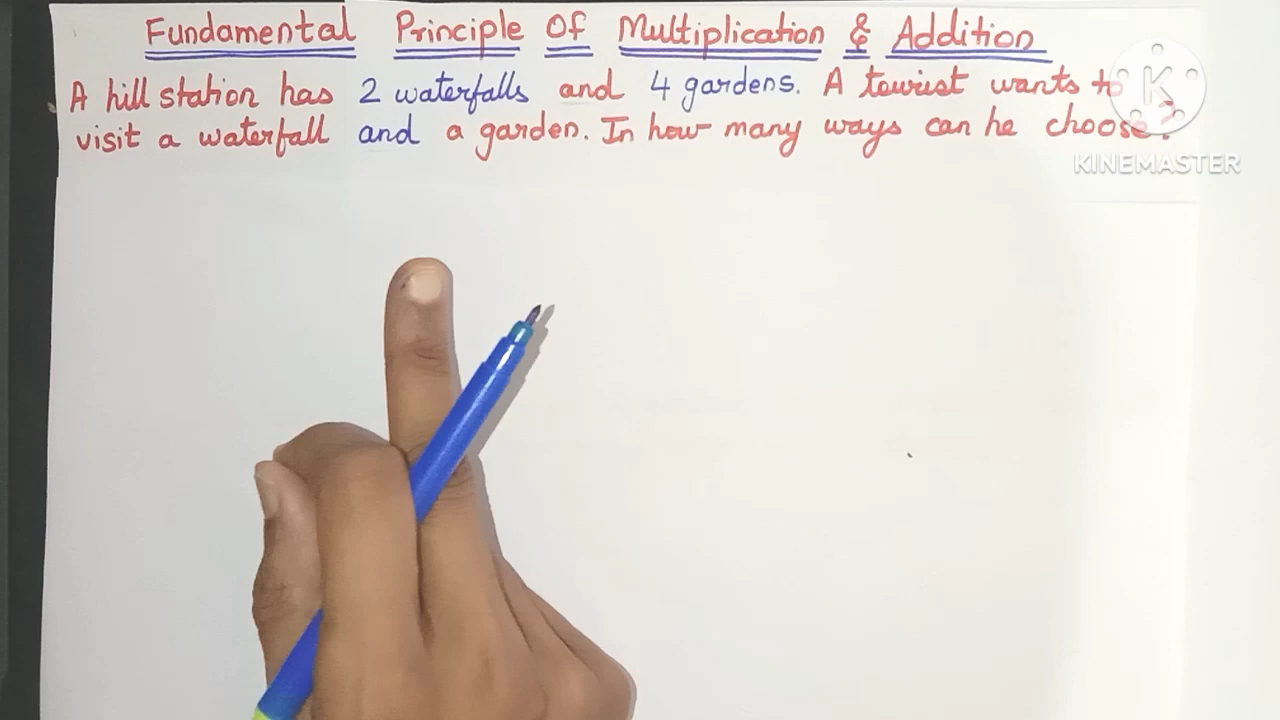 Fundamental Principle Of Multiplication & Addition
A hill station has 2 waterfalls and 4 gardens. A tourist wants to
visit a waterfall and a garden. In how many ways can he choose?
K
KINEMASTER